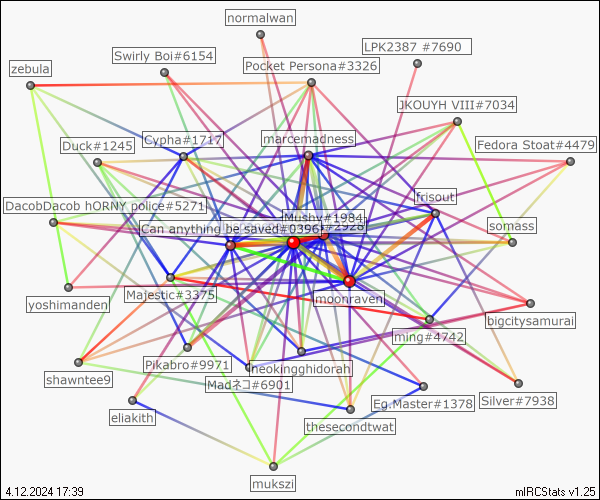 normalwan
LPK2387 #7690
Swirly Boi#6154
Pocket Persona#3326
zebula
JKOUYH VIII#7034
Duck#1245
Cypha#1717
marcemadness
Fedora Stoat#4479
frisout
DacobDacob hORNY police#5271
Mushy#1984
Can anything be saved#0396
2928
somass
Majestic#3375
moonraven
yoshimanden
bigcitysamurai
ming#4742
Pikabro#9971
neokingghidorah
shawntee9
Madネコ#6901
Eg.Master#1378
Silver#7938
eliakith
thesecondtwat
mukszi
4.12.2024 17:39
mIRCStats v1.25